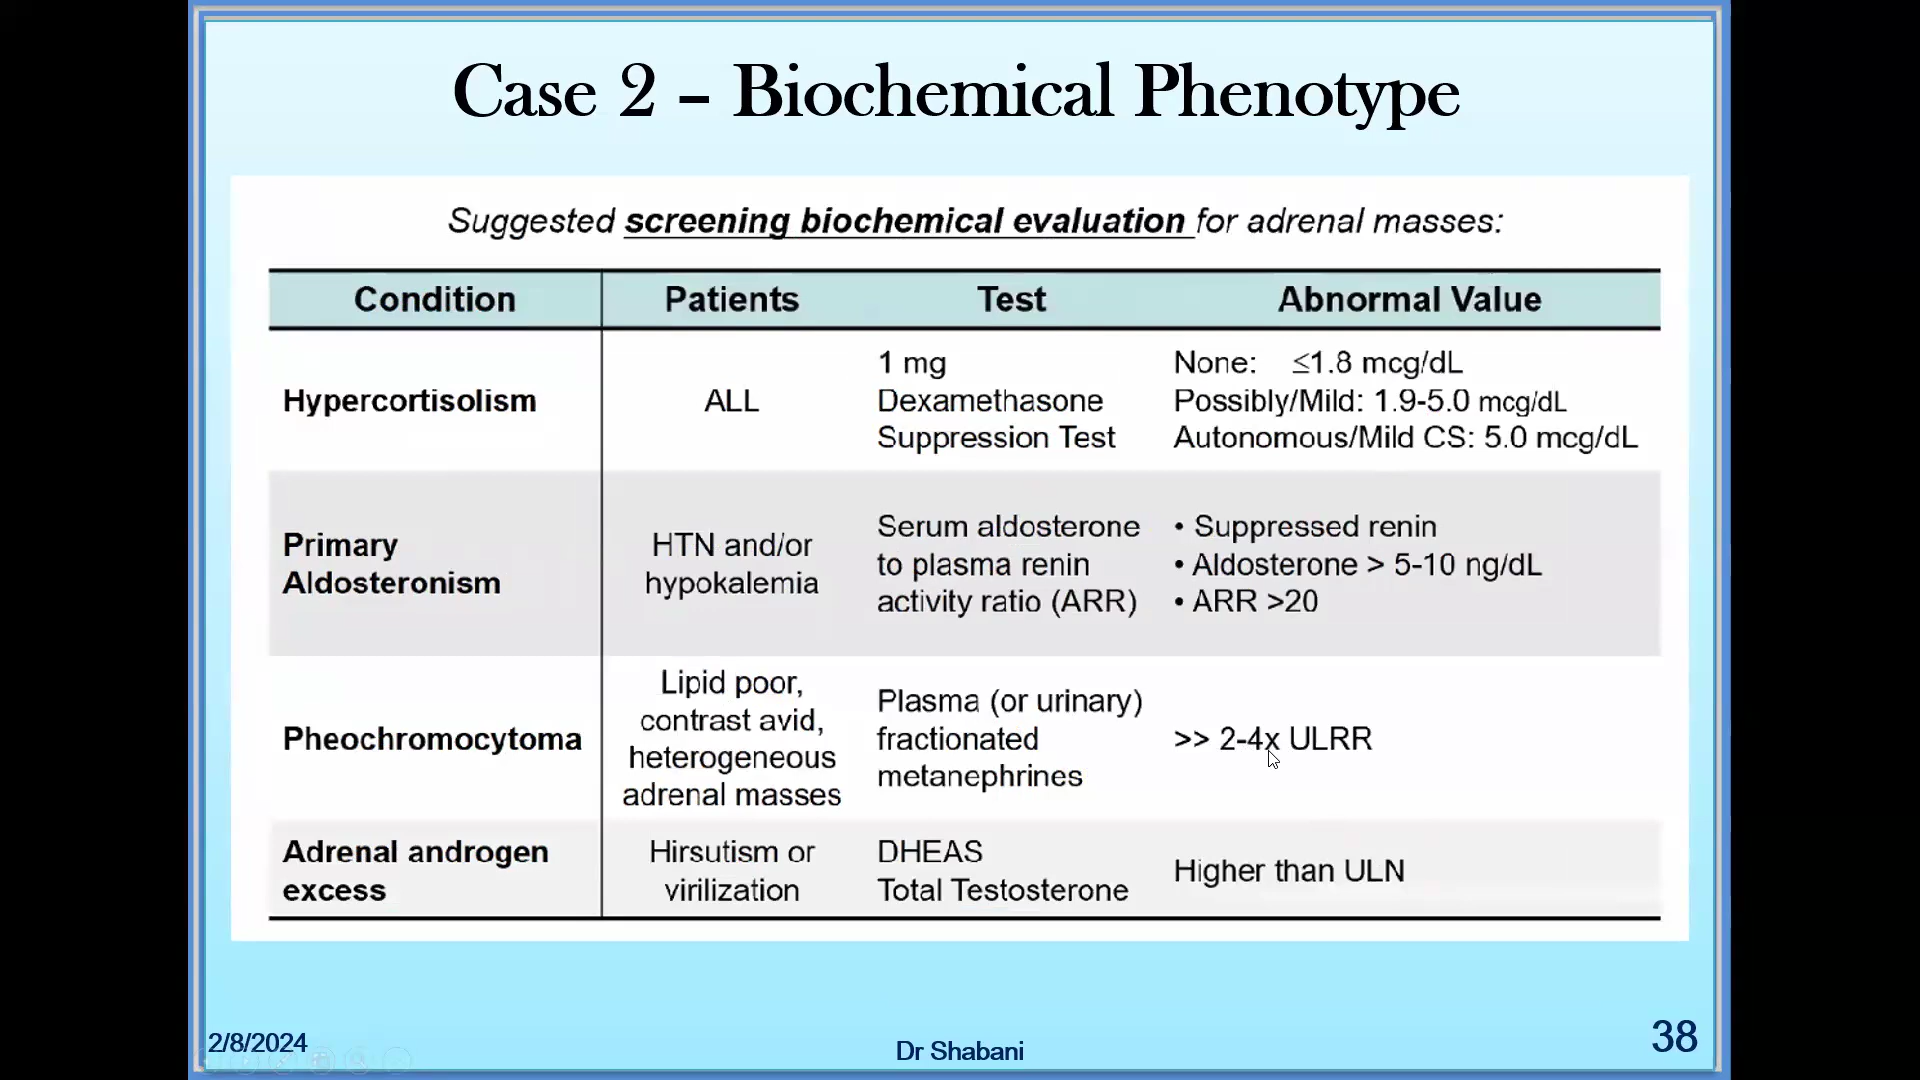 Case 2 – Biochemical Phenotype
Suggested screening biochemical evaluation for adrenal masses:
Condition Patients Test Abnormal Value
Hypercortisolism
ALL
1 mg
Dexamethasone
Suppression Test
None: ≤1.8 mcg/dL
Possibly/Mild: 1.9-5.0 mcg/dL
Autonomous/Mild CS: 5.0 mcg/dL
Primary
Aldosteronism
HTN and/or
hypokalemia
Serum aldosterone
to plasma renin
activity ratio (ARR)
• Suppressed renin
• Aldosterone > 5-10 ng/dL
• ARR >20
Pheochromocytoma
Lipid poor,
contrast avid,
heterogeneous
adrenal masses
Plasma (or urinary)
fractionated
metanephrines
>> 2-4x ULRR
Adrenal androgen
excess
Hirsutism or
virilization
DHEAS
Total Testosterone
Higher than ULN
2/8/2024
Dr Shabani
38